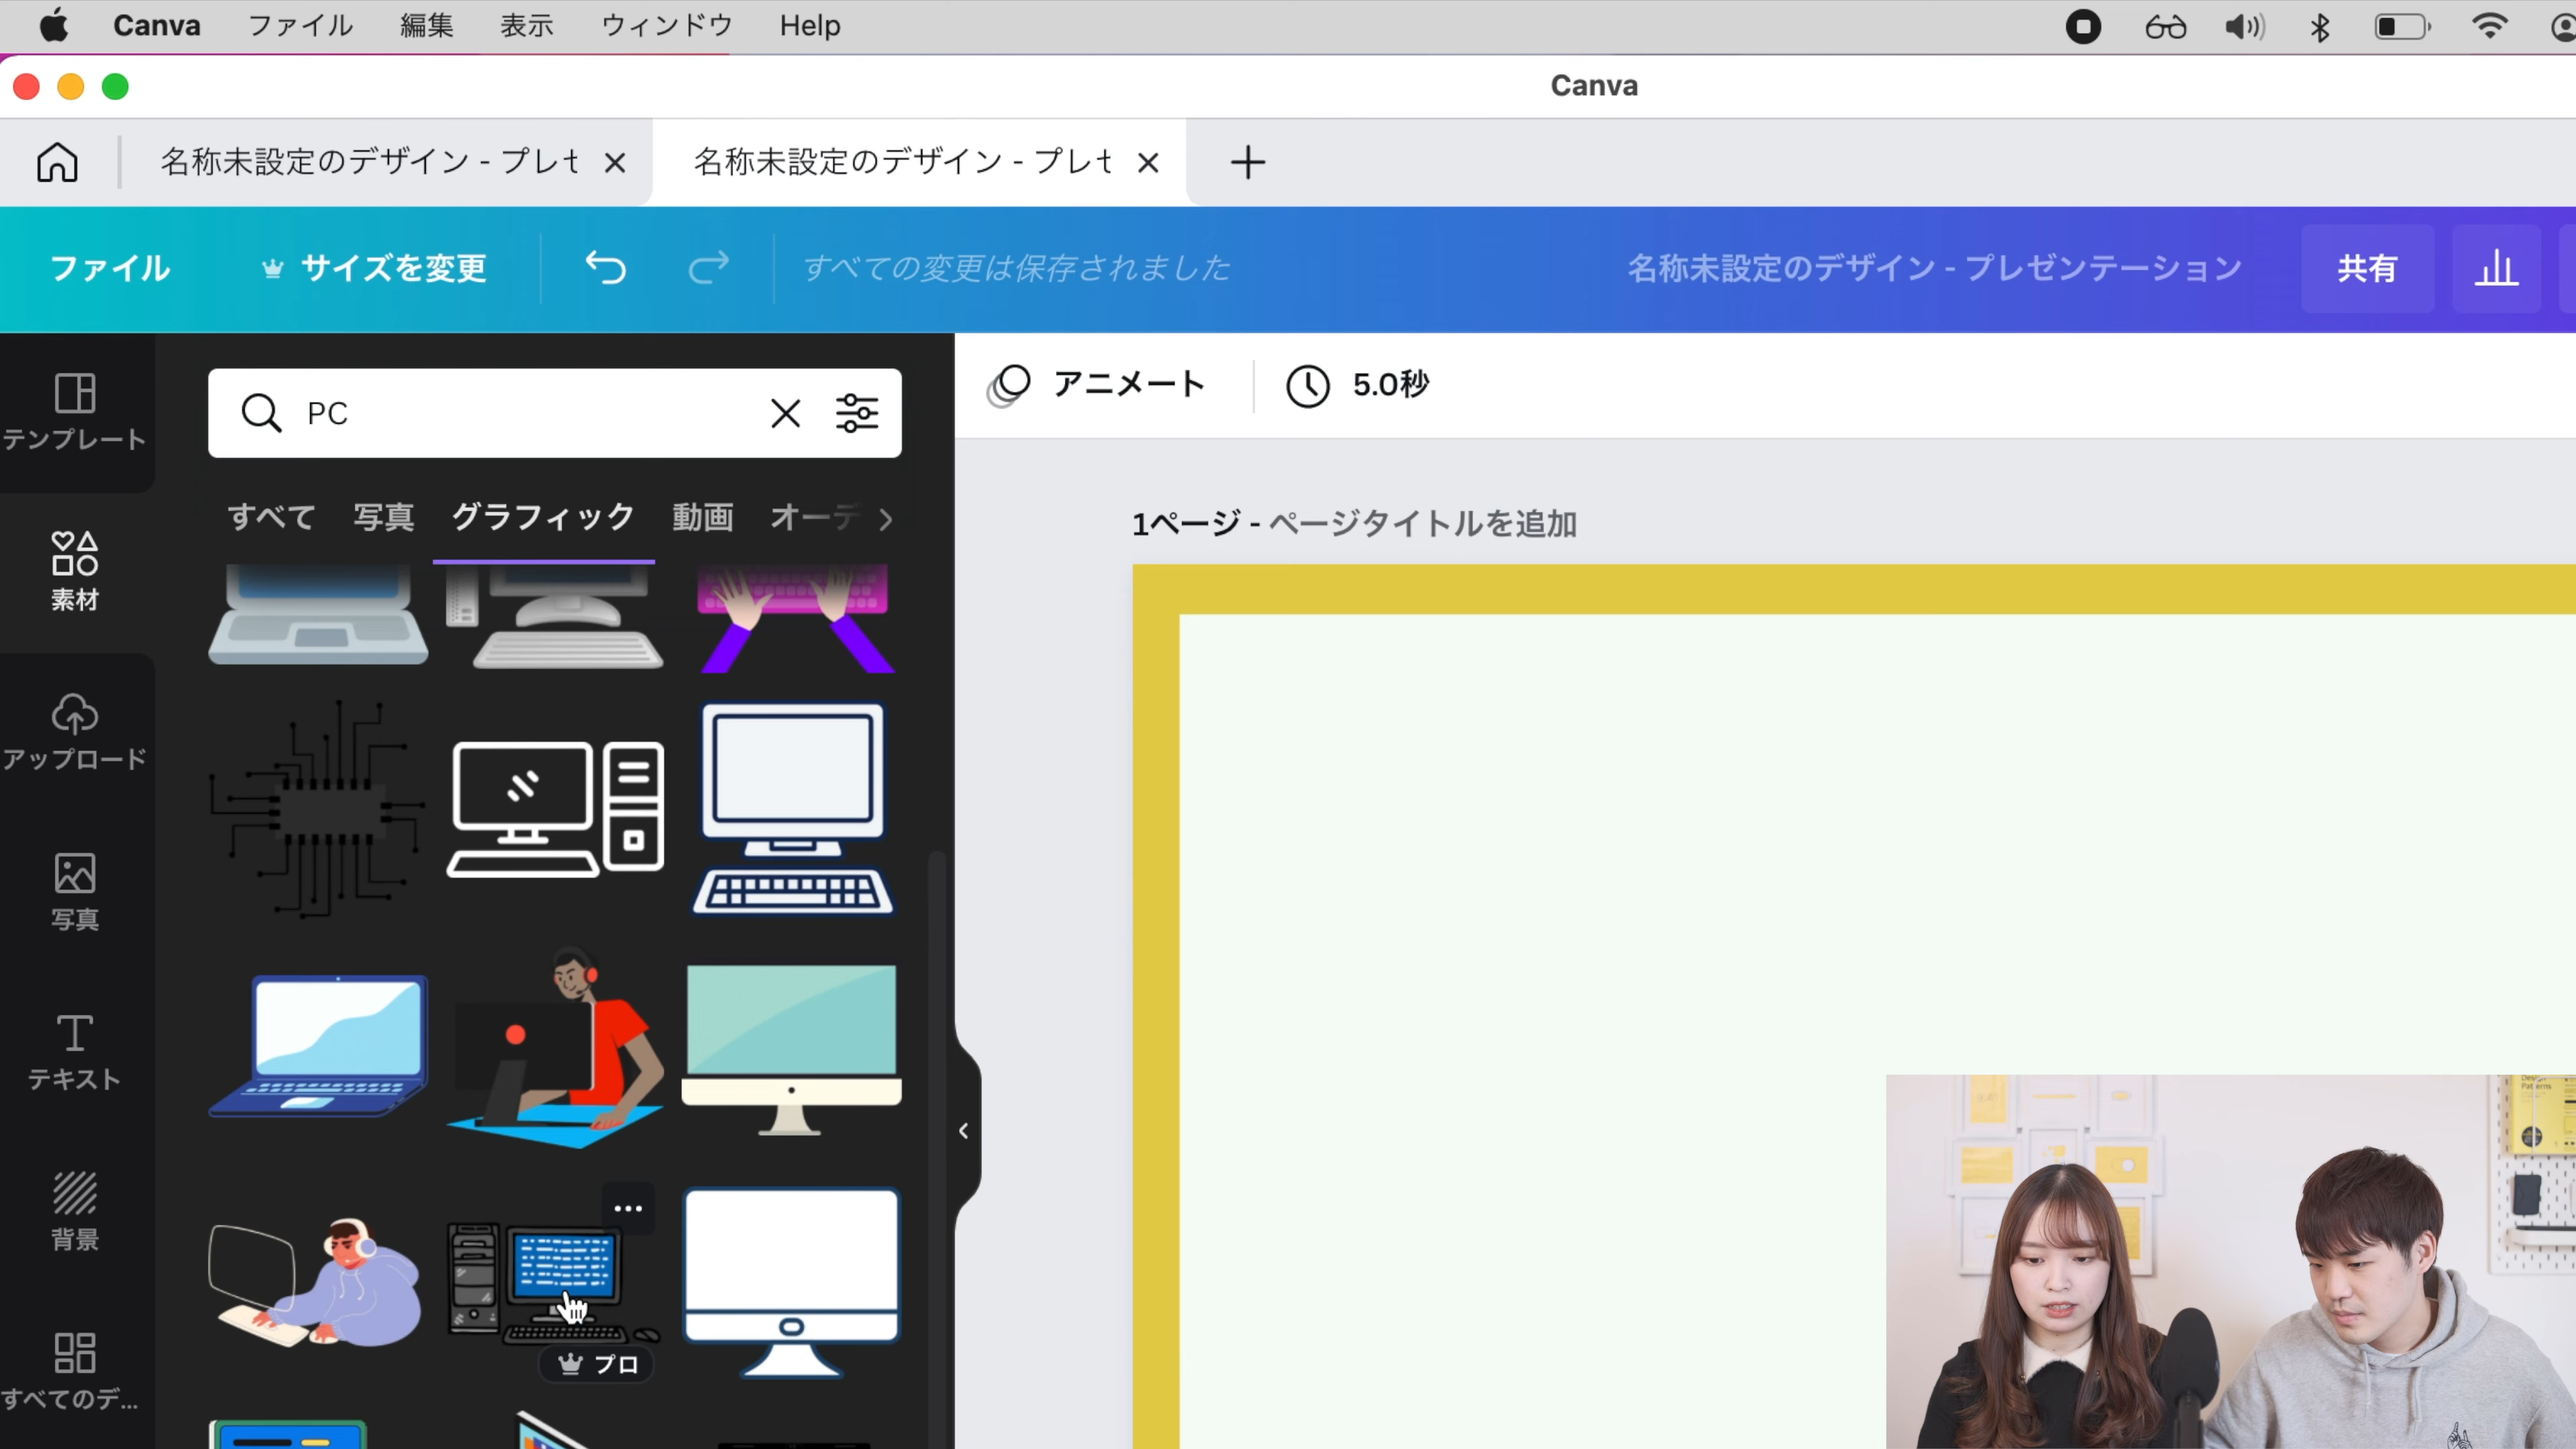 Canva ファイル 編集 表示 ウィンドウ Help
Canva
名称未設定のデザイン - プレ
名称未設定のデザイン - プレ
ファイル サイズを変更 すべての変更は保存されました 名称未設定のデザイン - プレゼンテーション 共有
テンプレート
素材
アップロード
写真
テキスト
背景
すべてのデ...
PC
すべて 写真 グラフィック 動画 オーデ
プロ
アニメート 5.0秒
1ページ - ページタイトルを追加